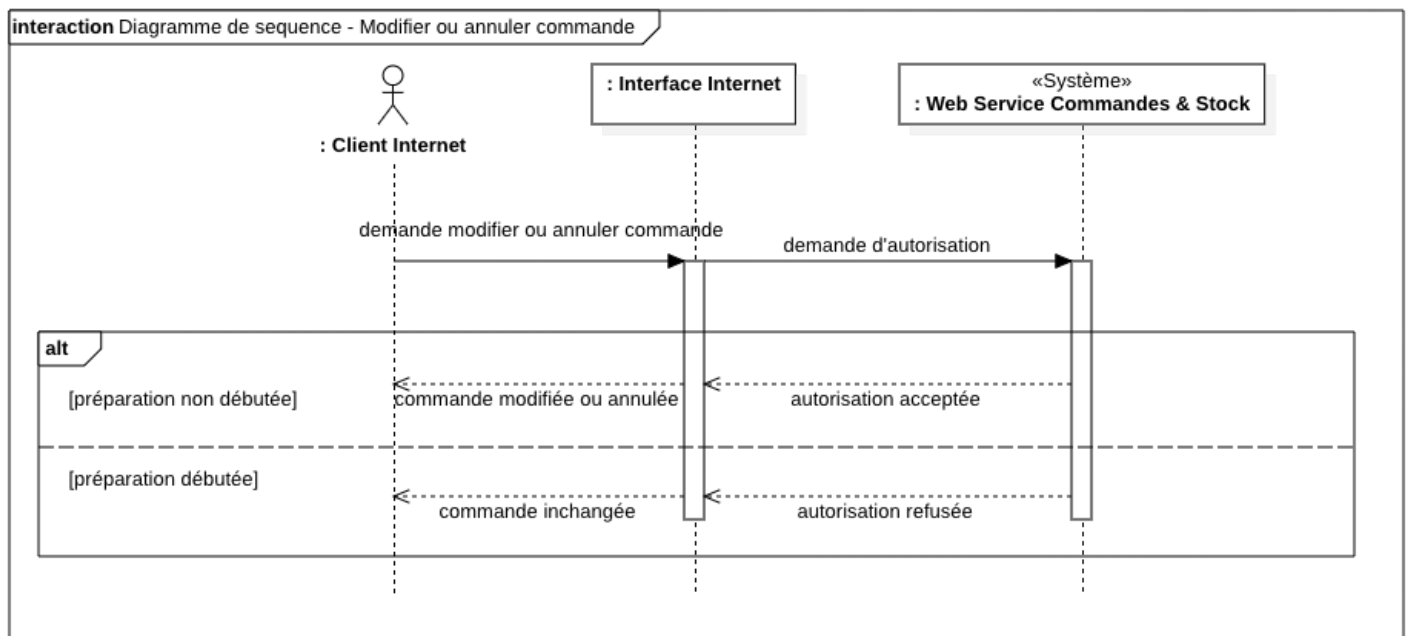 interaction Diagramme de sequence - Modifier ou annuler commande
: Client Internet
: Interface Internet
«Système»
: Web Service Commandes & Stock
demande modifier ou annuler commande
demande d'autorisation
alt
[préparation non débutée]
commande modifiée ou annulée
autorisation acceptée
[préparation débutée]
commande inchangée
autorisation refusée